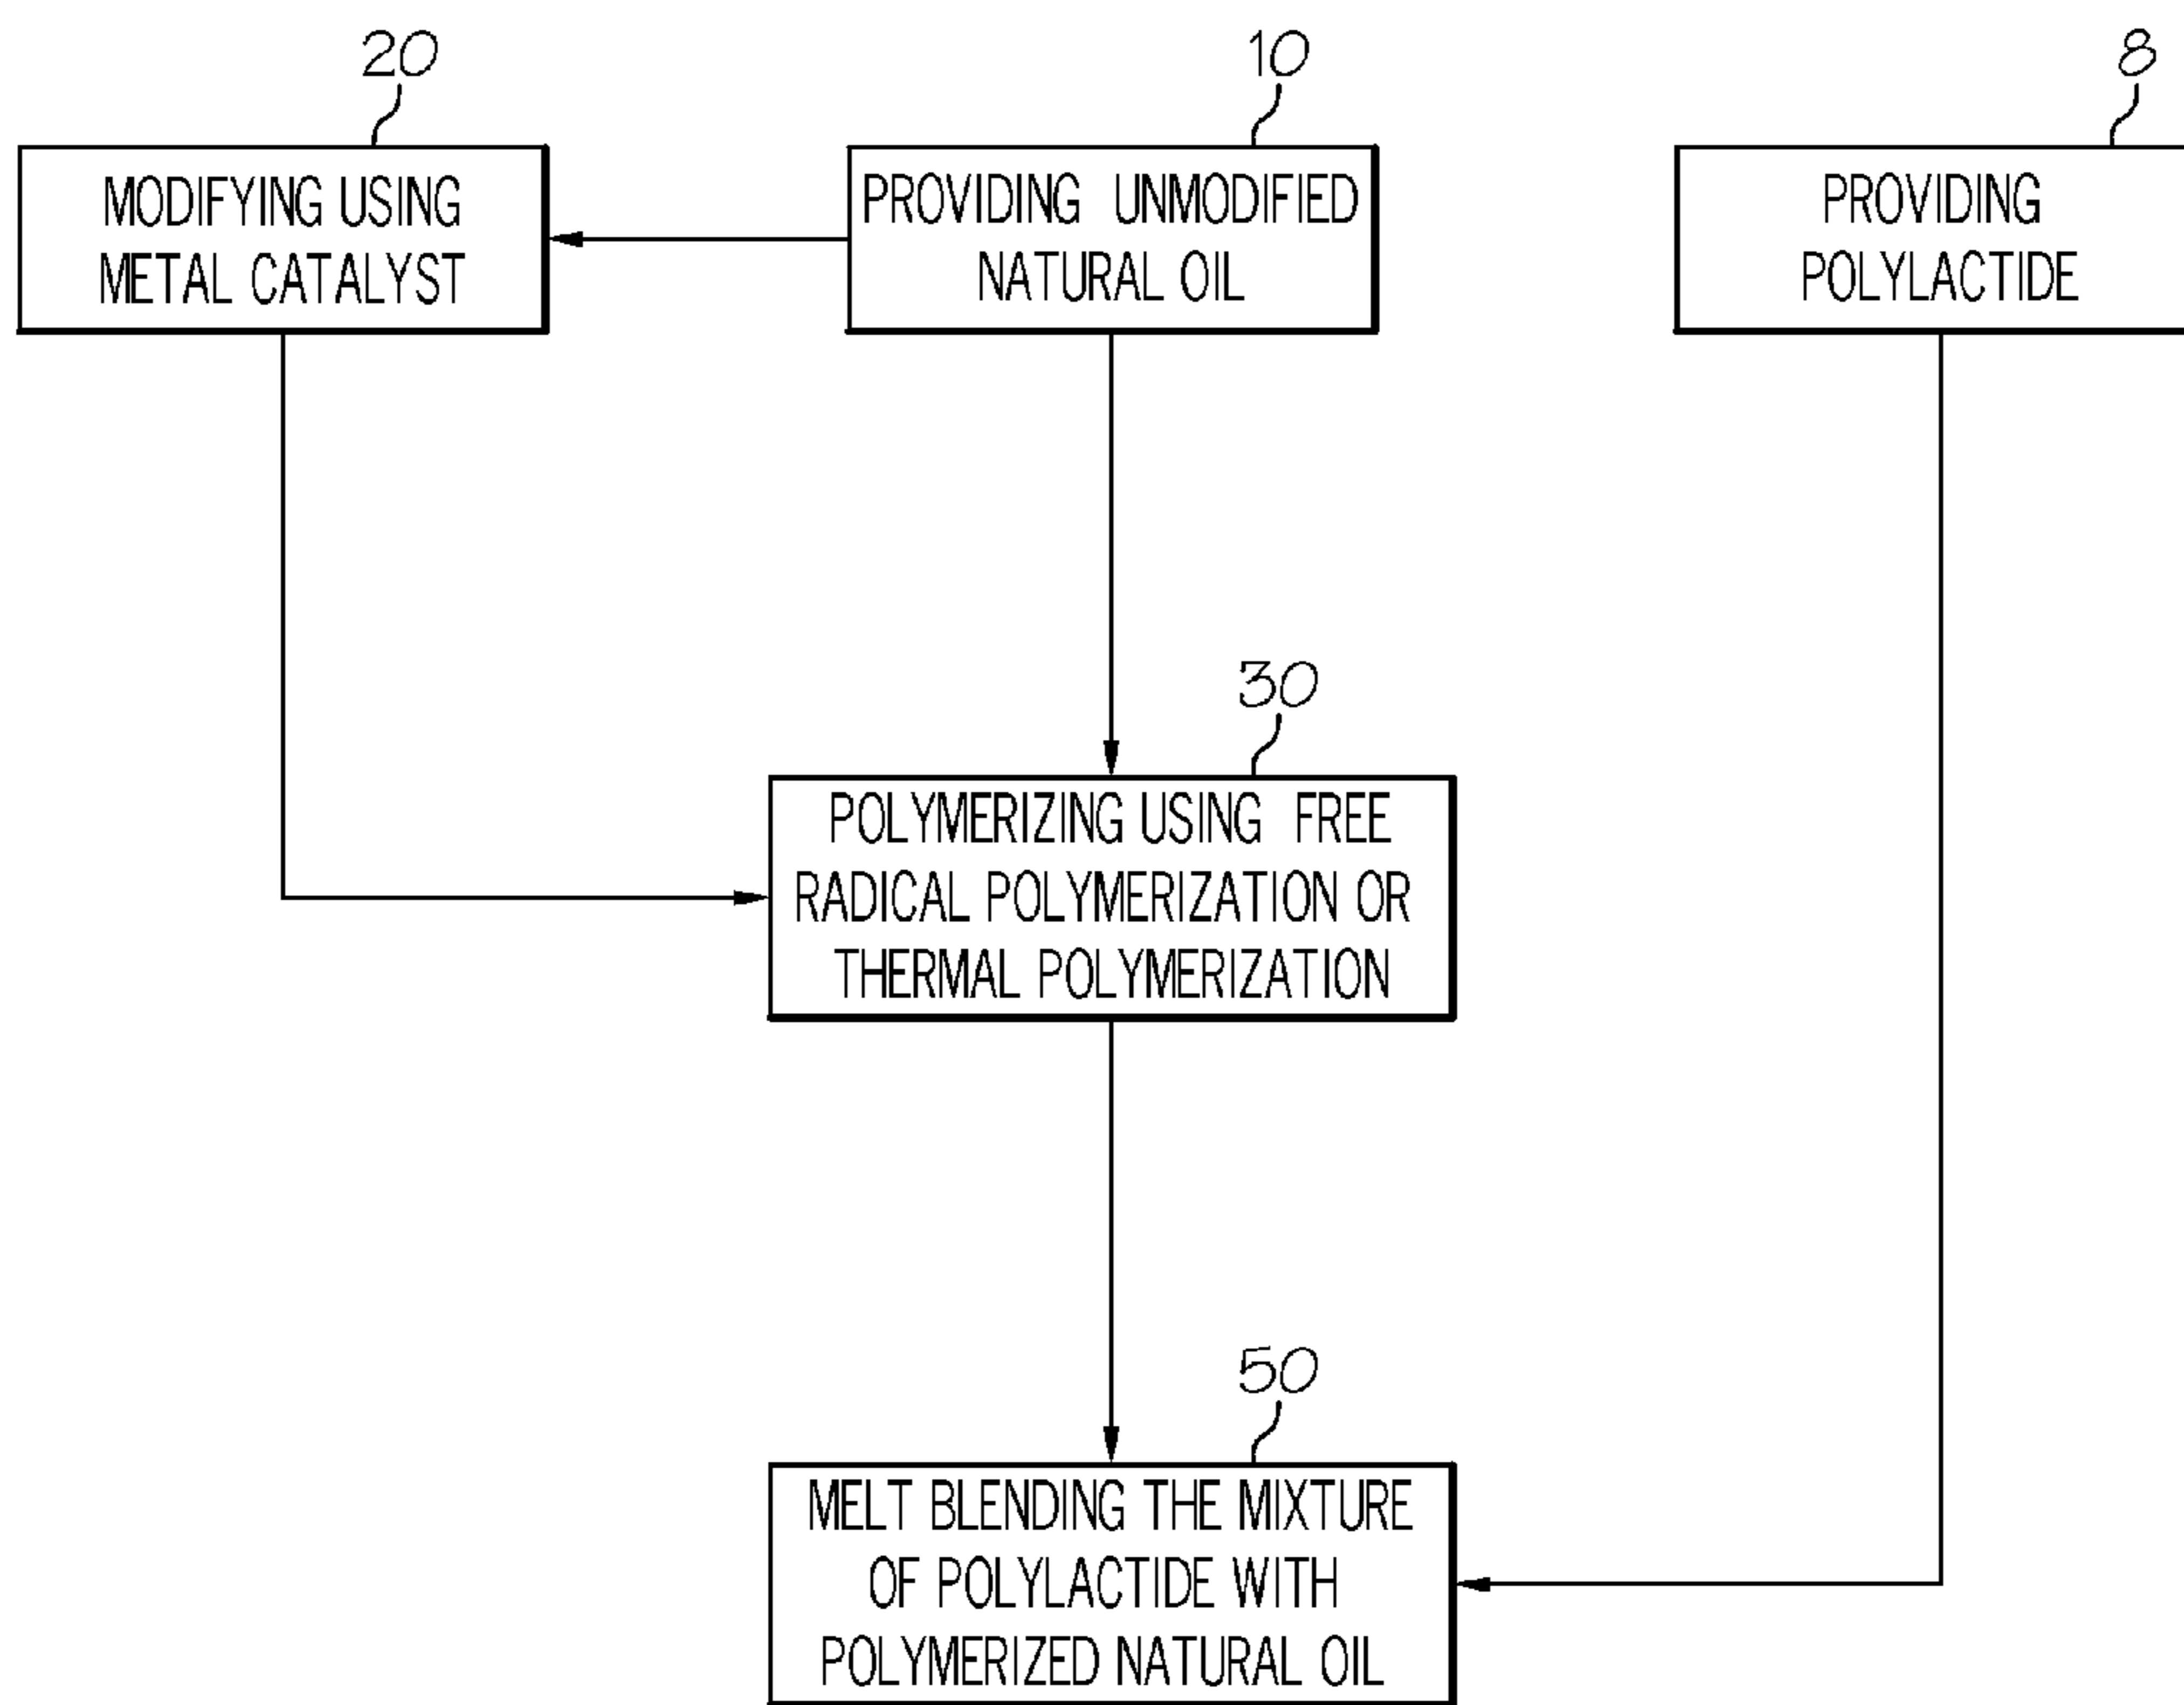 20
10
8
MODIFYING USING
METAL CATALYST
PROVIDING UNMODIFIED
NATURAL OIL
PROVIDING
POLYLACTIDE
30
POLYMERIZING USING FREE
RADICAL POLYMERIZATION OR
THERMAL POLYMERIZATION
50
MELT BLENDING THE MIXTURE
OF POLYLACTIDE WITH
POLYMERIZED NATURAL OIL